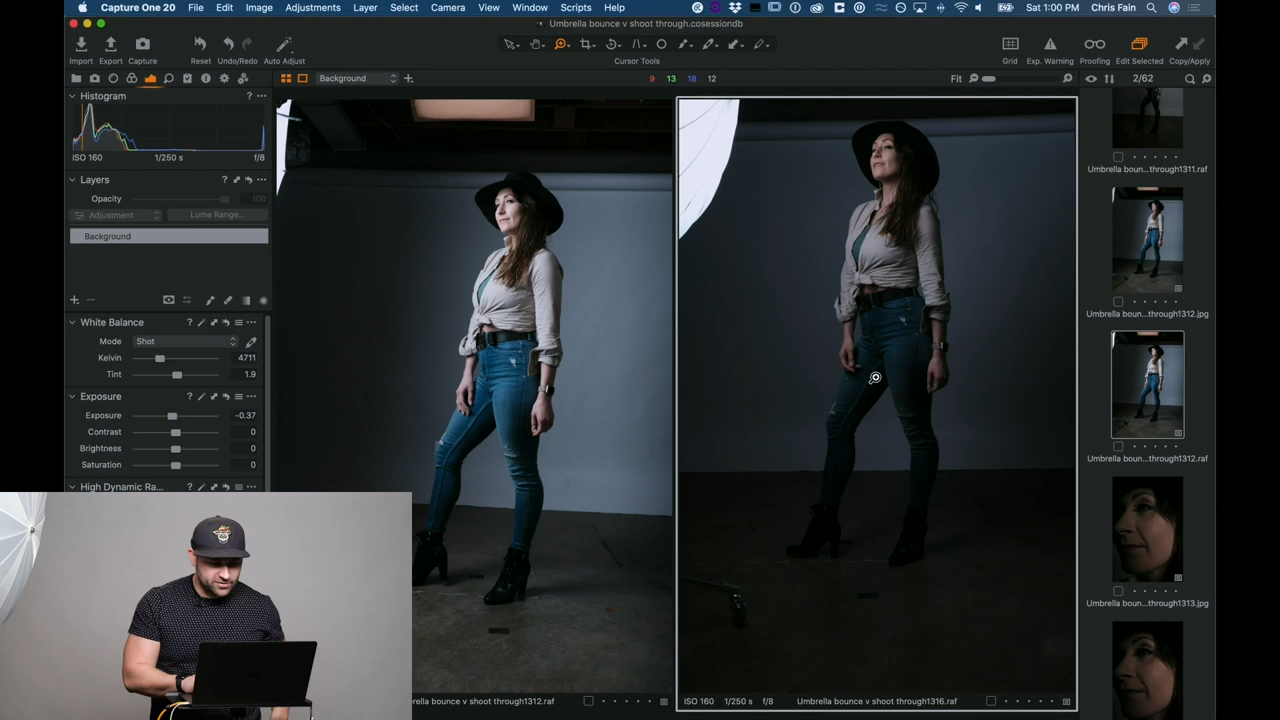 Capture One 20 File Edit Image Adjustments Layer Select Camera View Window Scripts Help Sat 1:00 PM Chris Fain
Umbrella bounce v shoot through.cosessiondb
Import Export Capture Reset Undo/Redo Auto Adjust Cursor Tools Grid Exp. Warning Proofing Edit Selected Copy/Apply
Background 9 13 18 12 Fit 2/62
Histogram ?
ISO 160 1/250 s f/8
Layers ?
Opacity 100
Adjustment Luma Range...
Background
White Balance ?
Mode Shot
Kelvin 4711
Tint 1.9
Exposure ?
Exposure -0.37
Contrast 0
Brightness 0
Saturation 0
High Dynamic Ra... ?
rella bounce v shoot through1312.raf
ISO 160 1/250 s f/8 Umbrella bounce v shoot through1316.raf
Umbrella boun...through1311.raf
Umbrella boun...through1312.jpg
Umbrella boun...through1312.raf
Umbrella boun...through1313.jpg